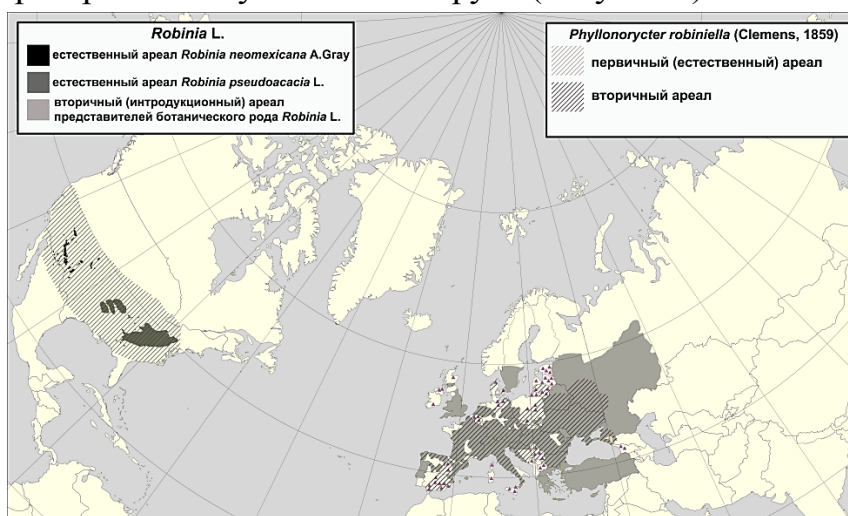 Robinia L.
естественный ареал Robinia neomexicana A.Gray
естественный ареал Robinia pseudoacacia L.
вторичный (интродукционный) ареал
представителей ботанического рода Robinia L.
Phyllonorycter robiniella (Clemens, 1859)
первичный (естественный) ареал
вторичный ареал